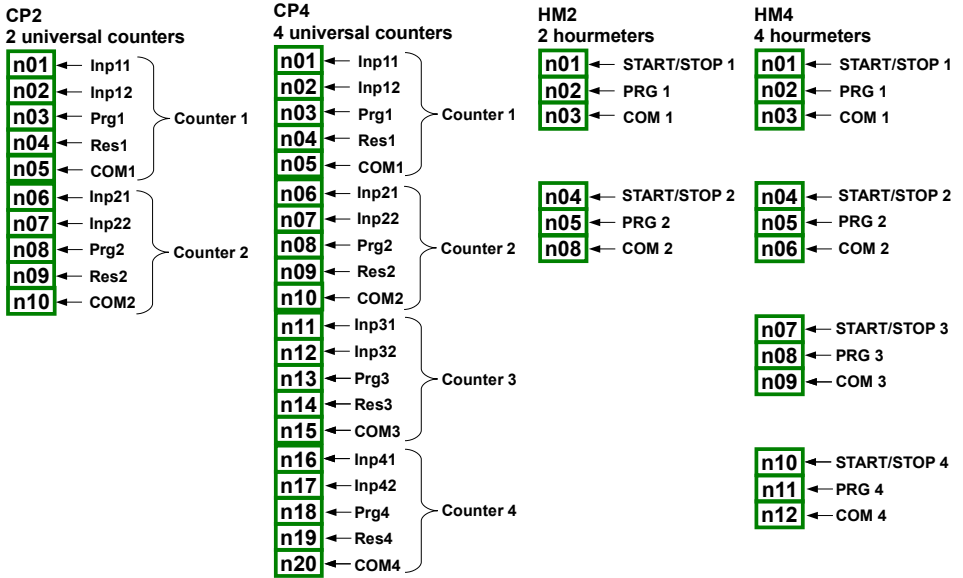 CP2
2 universal counters
n01 Inp11
n02 Inp12
n03 Prg1
n04 Res1
n05 COM1
Counter 1
n06 Inp21
n07 Inp22
n08 Prg2
n09 Res2
n10 COM2
Counter 2
CP4
4 universal counters
n01 Inp11
n02 Inp12
n03 Prg1
n04 Res1
n05 COM1
Counter 1
n06 Inp21
n07 Inp22
n08 Prg2
n09 Res2
n10 COM2
Counter 2
n11 Inp31
n12 Inp32
n13 Prg3
n14 Res3
n15 COM3
Counter 3
n16 Inp41
n17 Inp42
n18 Prg4
n19 Res4
n20 COM4
Counter 4
HM2
2 hourmeters
n01 START/STOP 1
n02 PRG 1
n03 COM 1
n04 START/STOP 2
n05 PRG 2
n08 COM 2
HM4
4 hourmeters
n01 START/STOP 1
n02 PRG 1
n03 COM 1
n04 START/STOP 2
n05 PRG 2
n06 COM 2
n07 START/STOP 3
n08 PRG 3
n09 COM 3
n10 START/STOP 4
n11 PRG 4
n12 COM 4